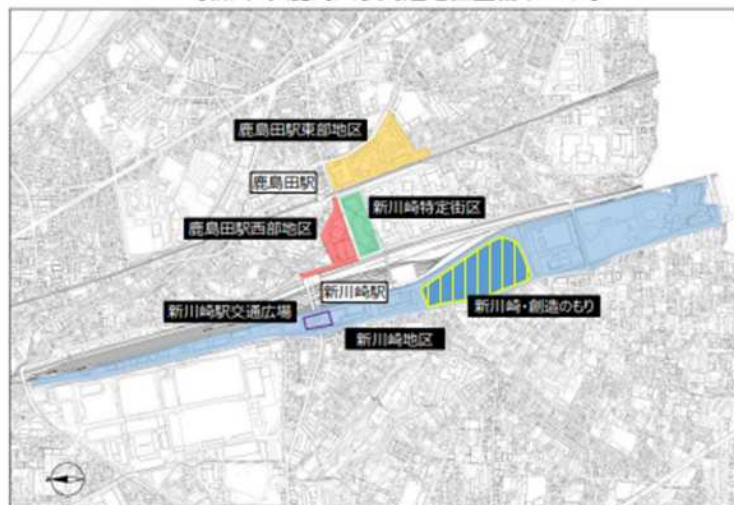 鹿島田駅東部地区
鹿島田駅
新川崎特定街区
鹿島田駅西部地区
新川崎駅
新川崎駅交通広場
新川崎・創造のもり
新川崎地区